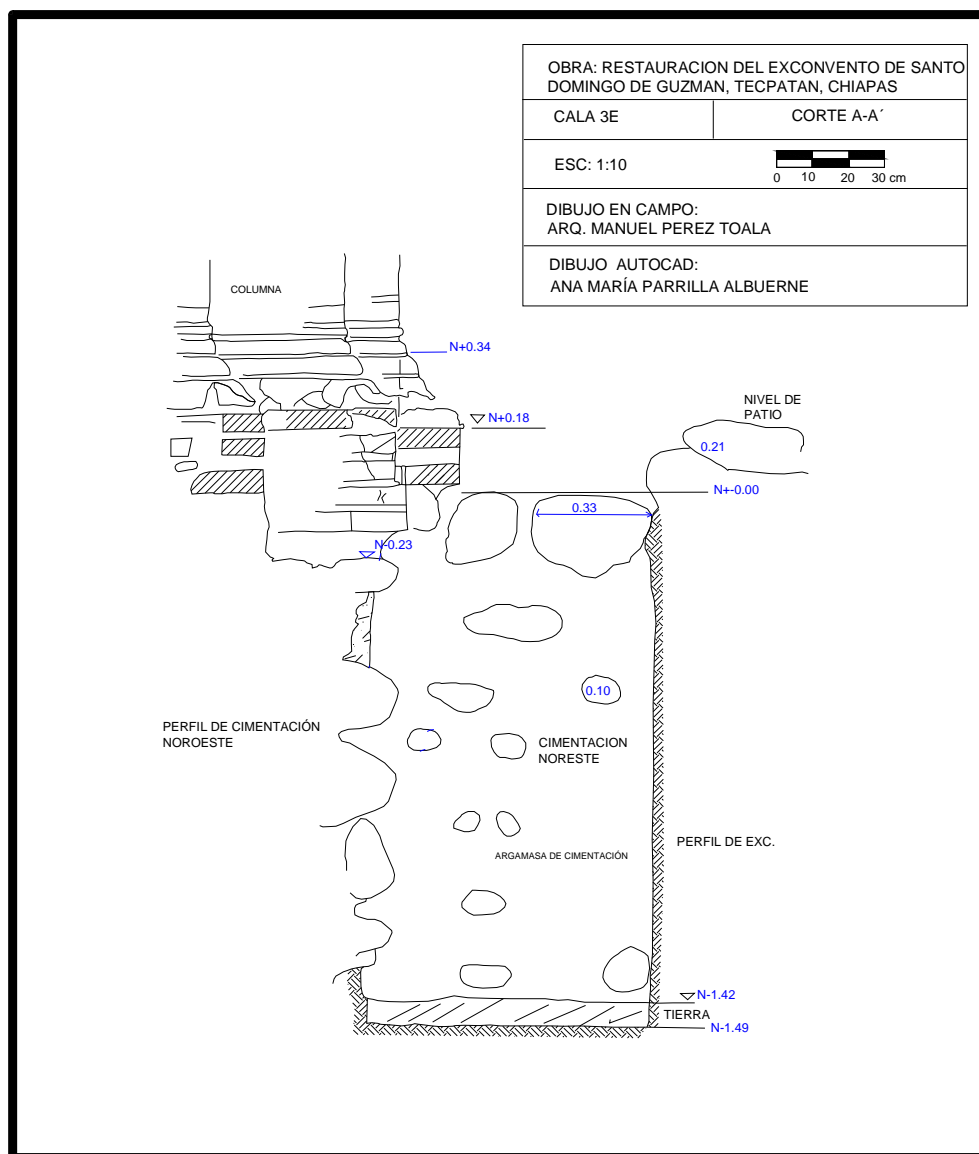 OBRA: RESTAURACION DEL EXCONVENTO DE SANTO
DOMINGO DE GUZMAN, TECPATAN, CHIAPAS
CALA 3E
CORTE A-A´
ESC: 1:10
0 10 20 30 cm
DIBUJO EN CAMPO:
ARQ. MANUEL PEREZ TOALA
DIBUJO AUTOCAD:
ANA MARÍA PARRILLA ALBUERNE
COLUMNA
N+0.34
N+0.18
NIVEL DE
PATIO
0.21
N+-0.00
0.33
N-0.23
0.10
PERFIL DE CIMENTACIÓN
NOROESTE
CIMENTACION
NORESTE
ARGAMASA DE CIMENTACIÓN
PERFIL DE EXC.
N-1.42
TIERRA
N-1.49